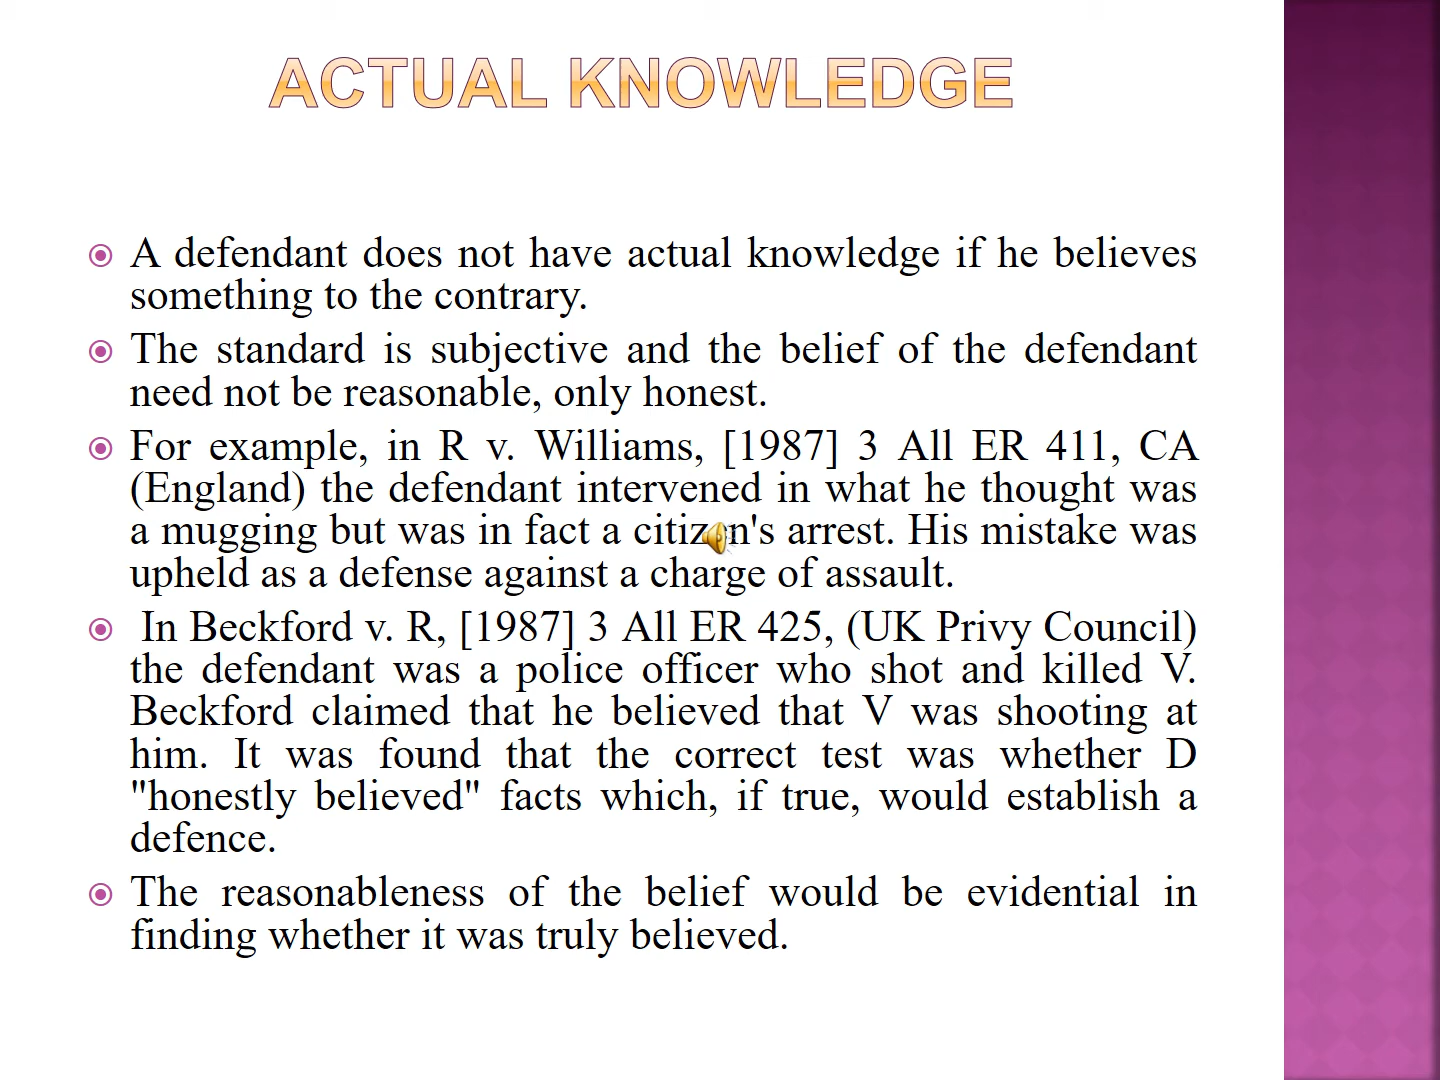 ACTUAL KNOWLEDGE
A defendant does not have actual knowledge if he believes
something to the contrary.
The standard is subjective and the belief of the defendant
need not be reasonable, only honest.
For example, in R v. Williams, [1987] 3 All ER 411, CA
(England) the defendant intervened in what he thought was
a mugging but was in fact a citizen's arrest. His mistake was
upheld as a defense against a charge of assault.
In Beckford v. R, [1987] 3 All ER 425, (UK Privy Council)
the defendant was a police officer who shot and killed V.
Beckford claimed that he believed that V was shooting at
him. It was found that the correct test was whether D
"honestly believed" facts which, if true, would establish a
defence.
The reasonableness of the belief would be evidential in
finding whether it was truly believed.